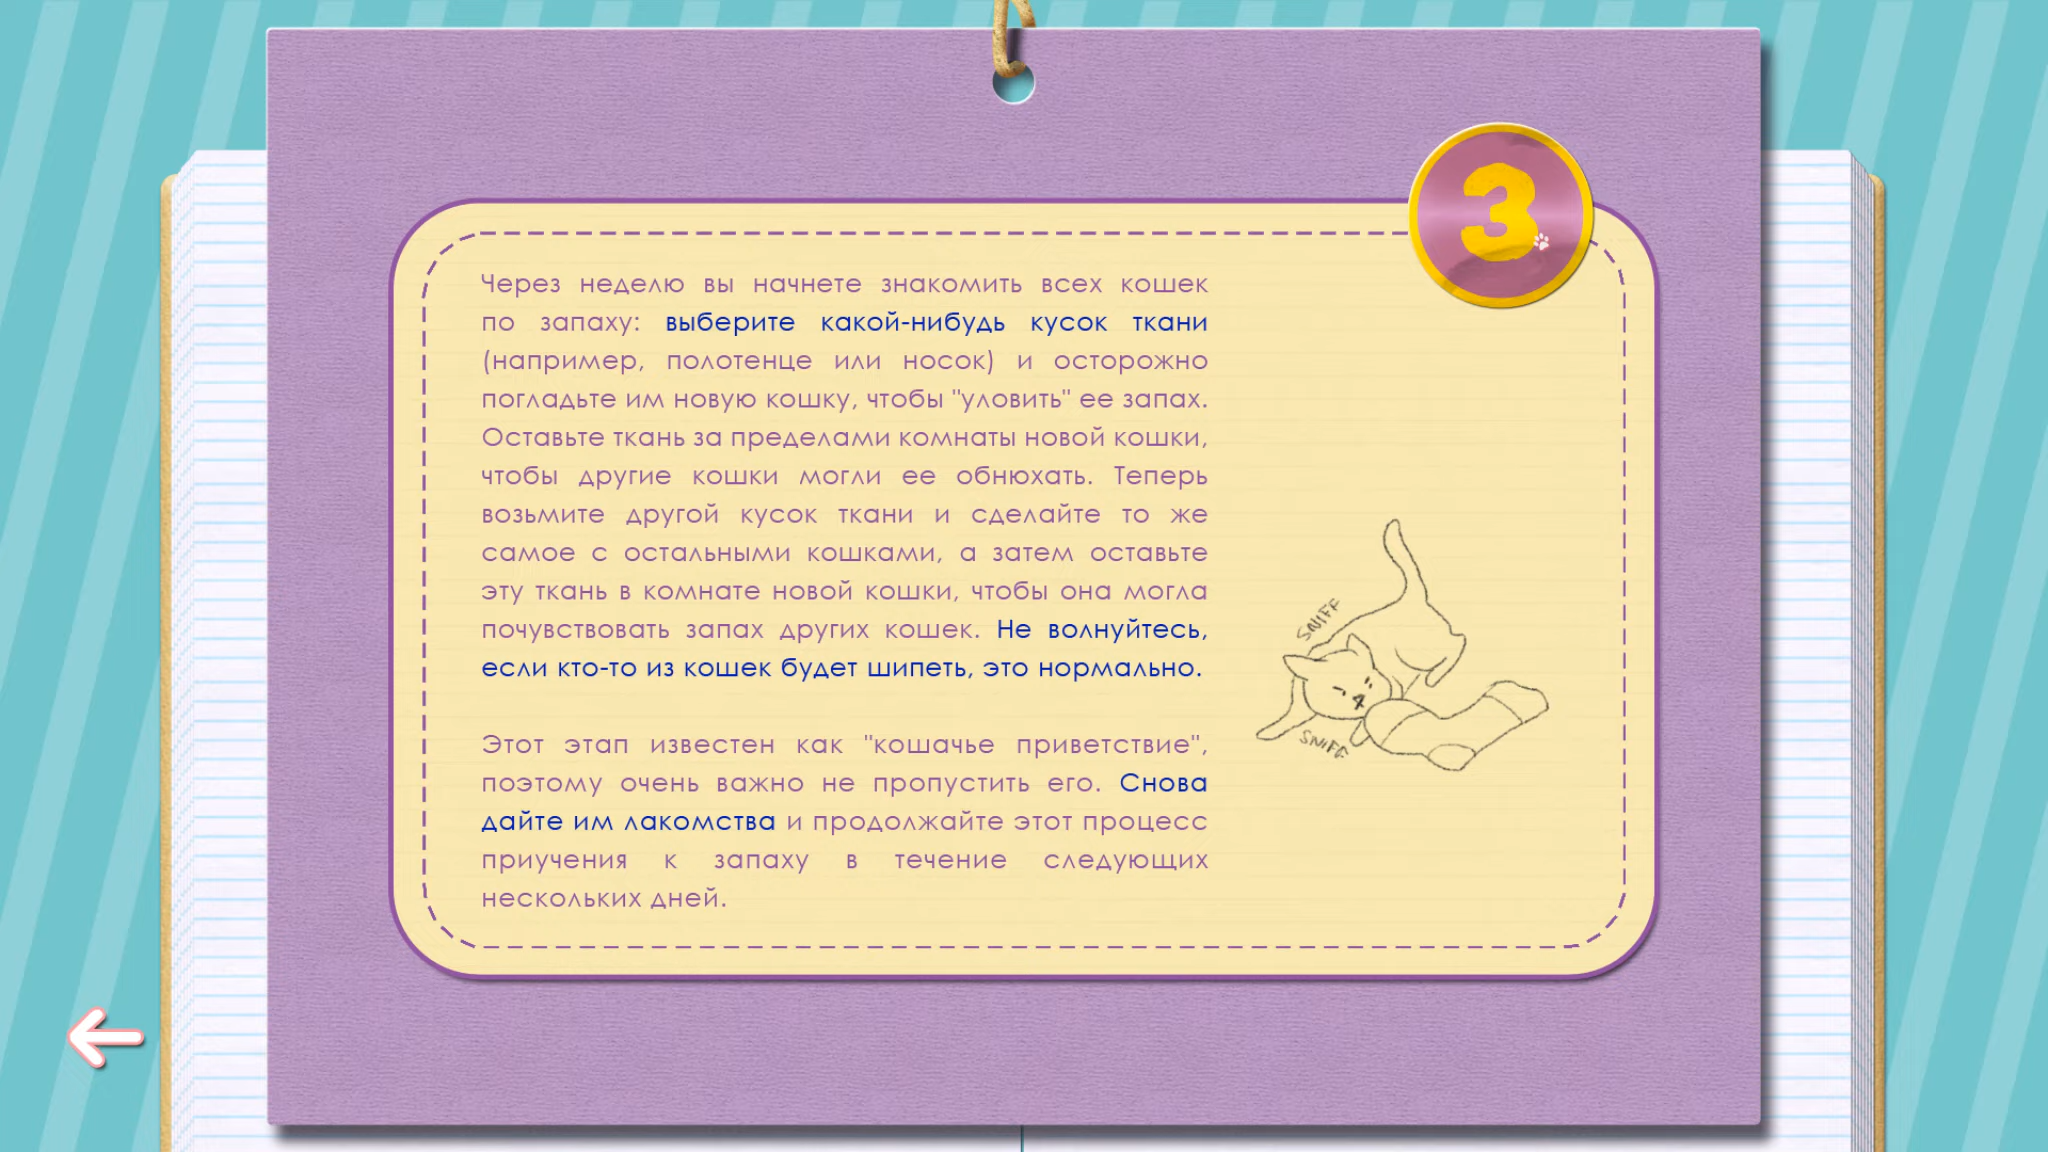 3
Через неделю вы начнете знакомить всех кошек
по запаху: выберите какой-нибудь кусок ткани
(например, полотенце или носок) и осторожно
погладьте им новую кошку, чтобы "уловить" ее запах.
Оставьте ткань за пределами комнаты новой кошки,
чтобы другие кошки могли ее обнюхать. Теперь
возьмите другой кусок ткани и сделайте то же
самое с остальными кошками, а затем оставьте
эту ткань в комнате новой кошки, чтобы она могла
почувствовать запах других кошек. Не волнуйтесь,
если кто-то из кошек будет шипеть, это нормально.
Этот этап известен как "кошачье приветствие",
поэтому очень важно не пропустить его. Снова
дайте им лакомства и продолжайте этот процесс
приучения к запаху в течение следующих
нескольких дней.
SNIFF
SNIFF